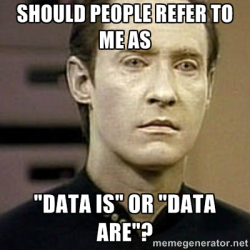 SHOULD PEOPLE REFER TO
ME AS
"DATA IS" OR "DATA
ARE"?
memegenerator.net